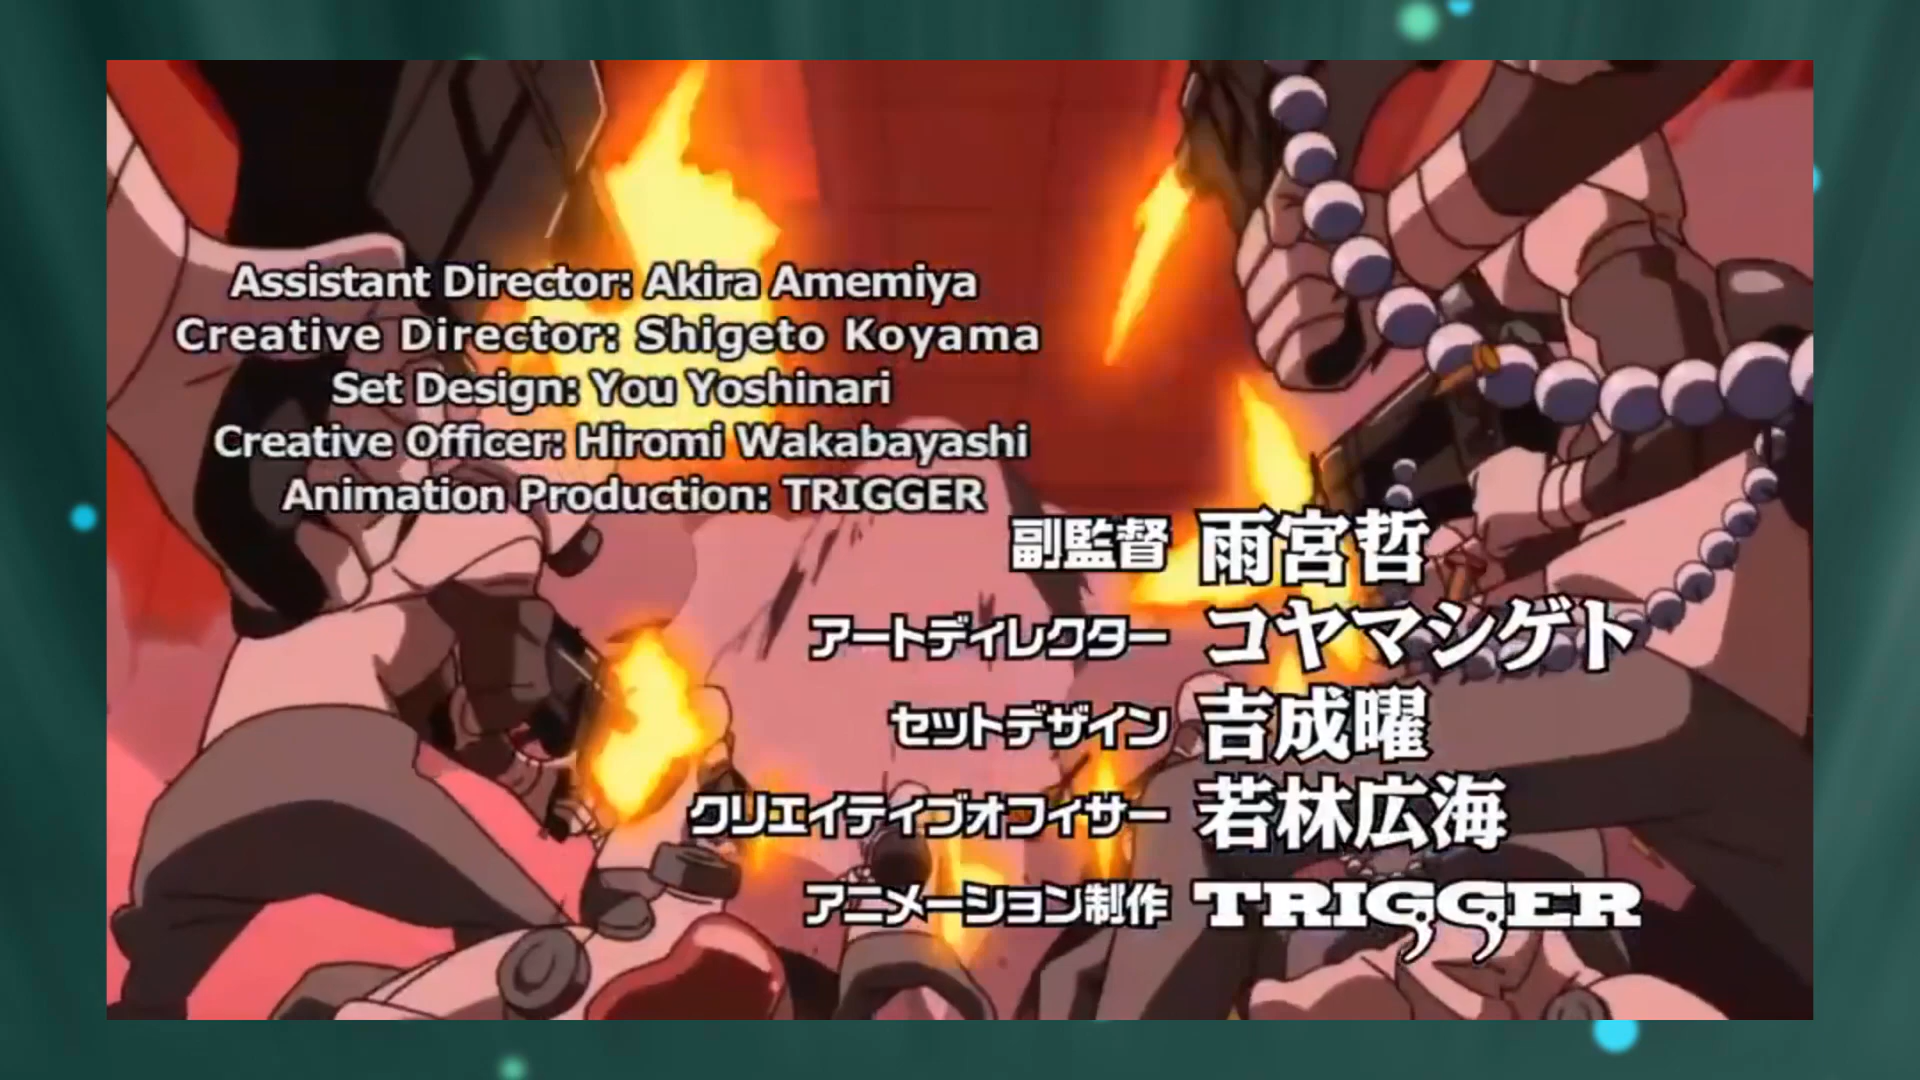 Assistant Director: Akira Amemiya
Creative Director: Shigeto Koyama
Set Design: You Yoshinari
Creative Officer: Hiromi Wakabayashi
Animation Production: TRIGGER
副監督 雨宮哲
アートディレクター コヤマシゲト
セットデザイン 吉成曜
クリエイティブオフィサー 若林広海
アニメーション制作 TRIGGER